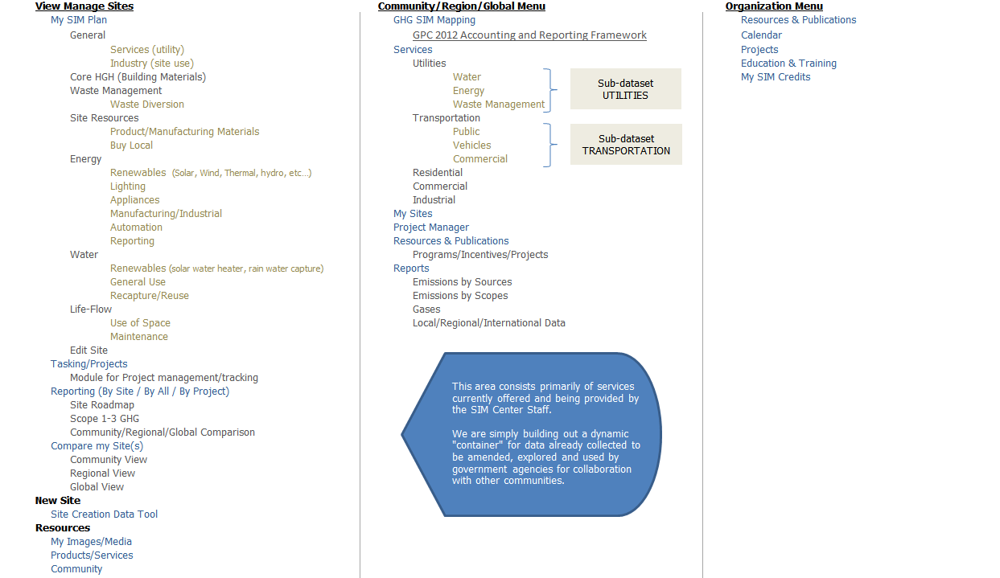 View Manage Sites
My SIM Plan
General
Services (utility)
Industry (site use)
Core HGH (Building Materials)
Waste Management
Waste Diversion
Site Resources
Product/Manufacturing Materials
Buy Local
Energy
Renewables (Solar, Wind, Thermal, hydro, etc...)
Lighting
Appliances
Manufacturing/Industrial
Automation
Reporting
Water
Renewables (solar water heater, rain water capture)
General Use
Recapture/Reuse
Life-Flow
Use of Space
Maintenance
Edit Site
Tasking/Projects
Module for Project management/tracking
Reporting (By Site / By All / By Project)
Site Roadmap
Scope 1-3 GHG
Community/Regional/Global Comparison
Compare my Site(s)
Community View
Regional View
Global View
New Site
Site Creation Data Tool
Resources
My Images/Media
Products/Services
Community
Community/Region/Global Menu
GHG SIM Mapping
GPC 2012 Accounting and Reporting Framework
Services
Utilities
Water
Energy
Waste Management
Sub-dataset
UTILITIES
Transportation
Public
Vehicles
Commercial
Sub-dataset
TRANSPORTATION
Residential
Commercial
Industrial
My Sites
Project Manager
Resources & Publications
Programs/Incentives/Projects
Reports
Emissions by Sources
Emissions by Scopes
Gases
Local/Regional/International Data
This area consists primarily of services
currently offered and being provided by
the SIM Center Staff.
We are simply building out a dynamic
"container" for data already collected to
be amended, explored and used by
government agencies for collaboration
with other communities.
Organization Menu
Resources & Publications
Calendar
Projects
Education & Training
My SIM Credits